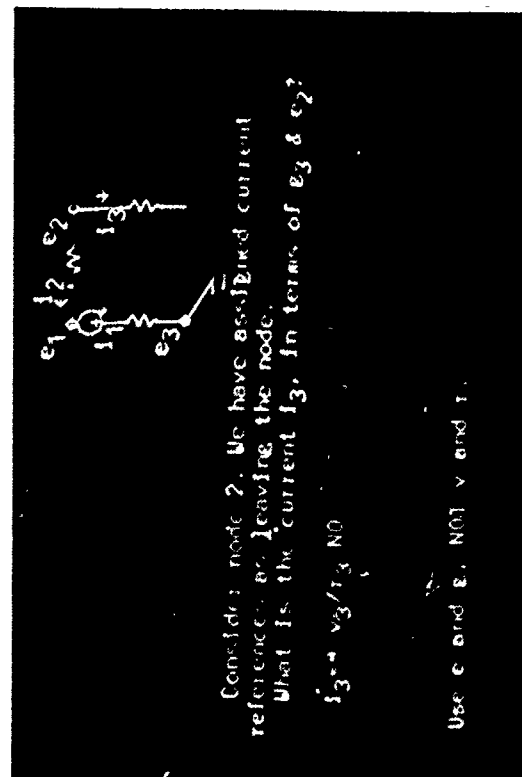 e1 i2 e2
i1 i3
e3
Consider node 2. We have assigned current
references as leaving the node.
What is the current i3, in terms of g3 & e2?
i3= v3/r3 NO
Use e and g, NOT v and r.